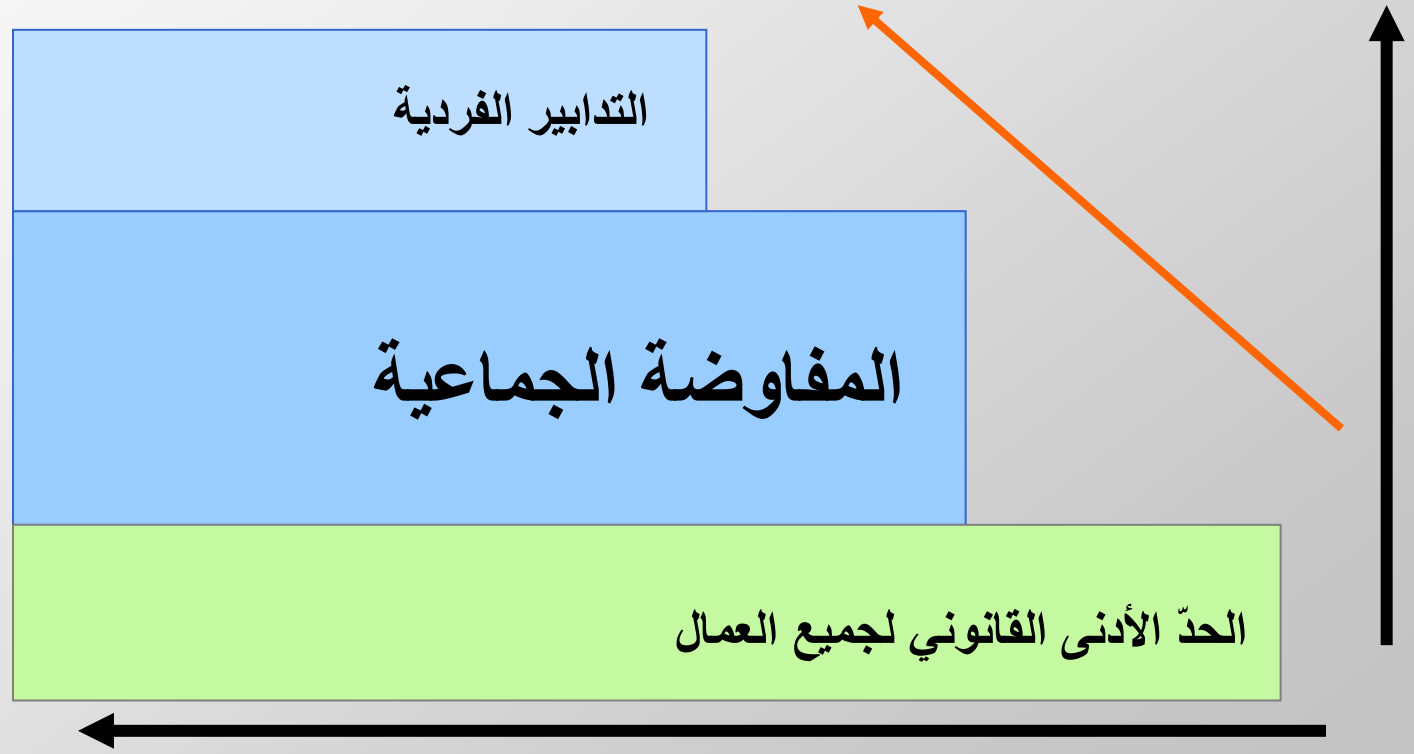 التدابير الفردية
المفاوضة الجماعية
الحدّ الأدنى القانوني لجميع العمال